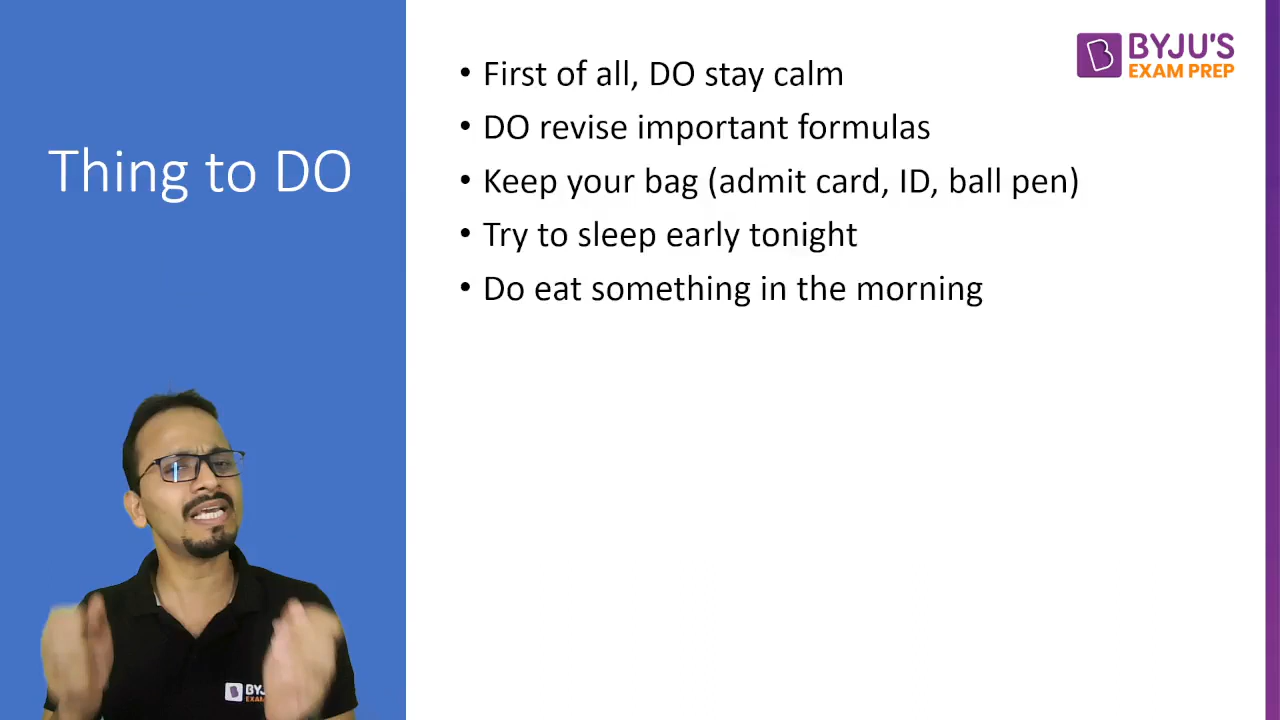 Thing to DO
• First of all, DO stay calm
• DO revise important formulas
• Keep your bag (admit card, ID, ball pen)
• Try to sleep early tonight
• Do eat something in the morning
BYJU'S
EXAM PREP